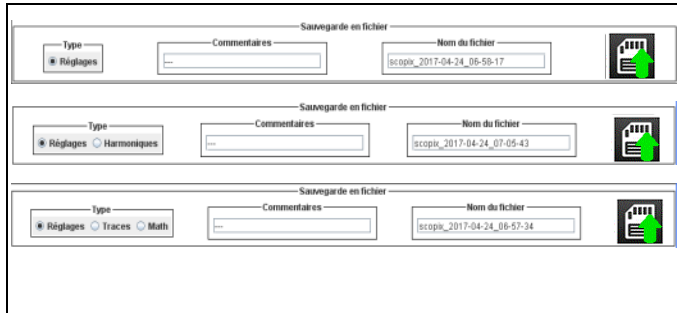 Sauvegarde en fichier
Type Commentaires Nom du fichier
Réglages --- scopix_2017-04-24_06-58-17
Sauvegarde en fichier
Type Commentaires Nom du fichier
Réglages Harmoniques --- scopix_2017-04-24_07-05-43
Sauvegarde en fichier
Type Commentaires Nom du fichier
Réglages Traces Math --- scopix_2017-04-24_06-57-34